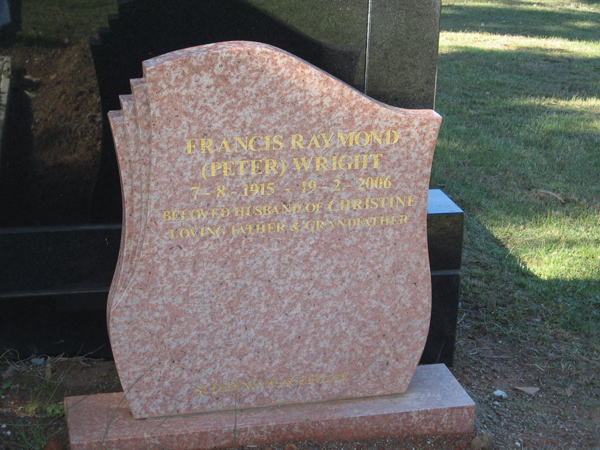 FRANCIS RAYMOND
(PETER) WRIGHT
7-8-1915 - 19-2-2006
BELOVED HUSBAND OF CHRISTINE
LOVING FATHER & GRANDFATHER